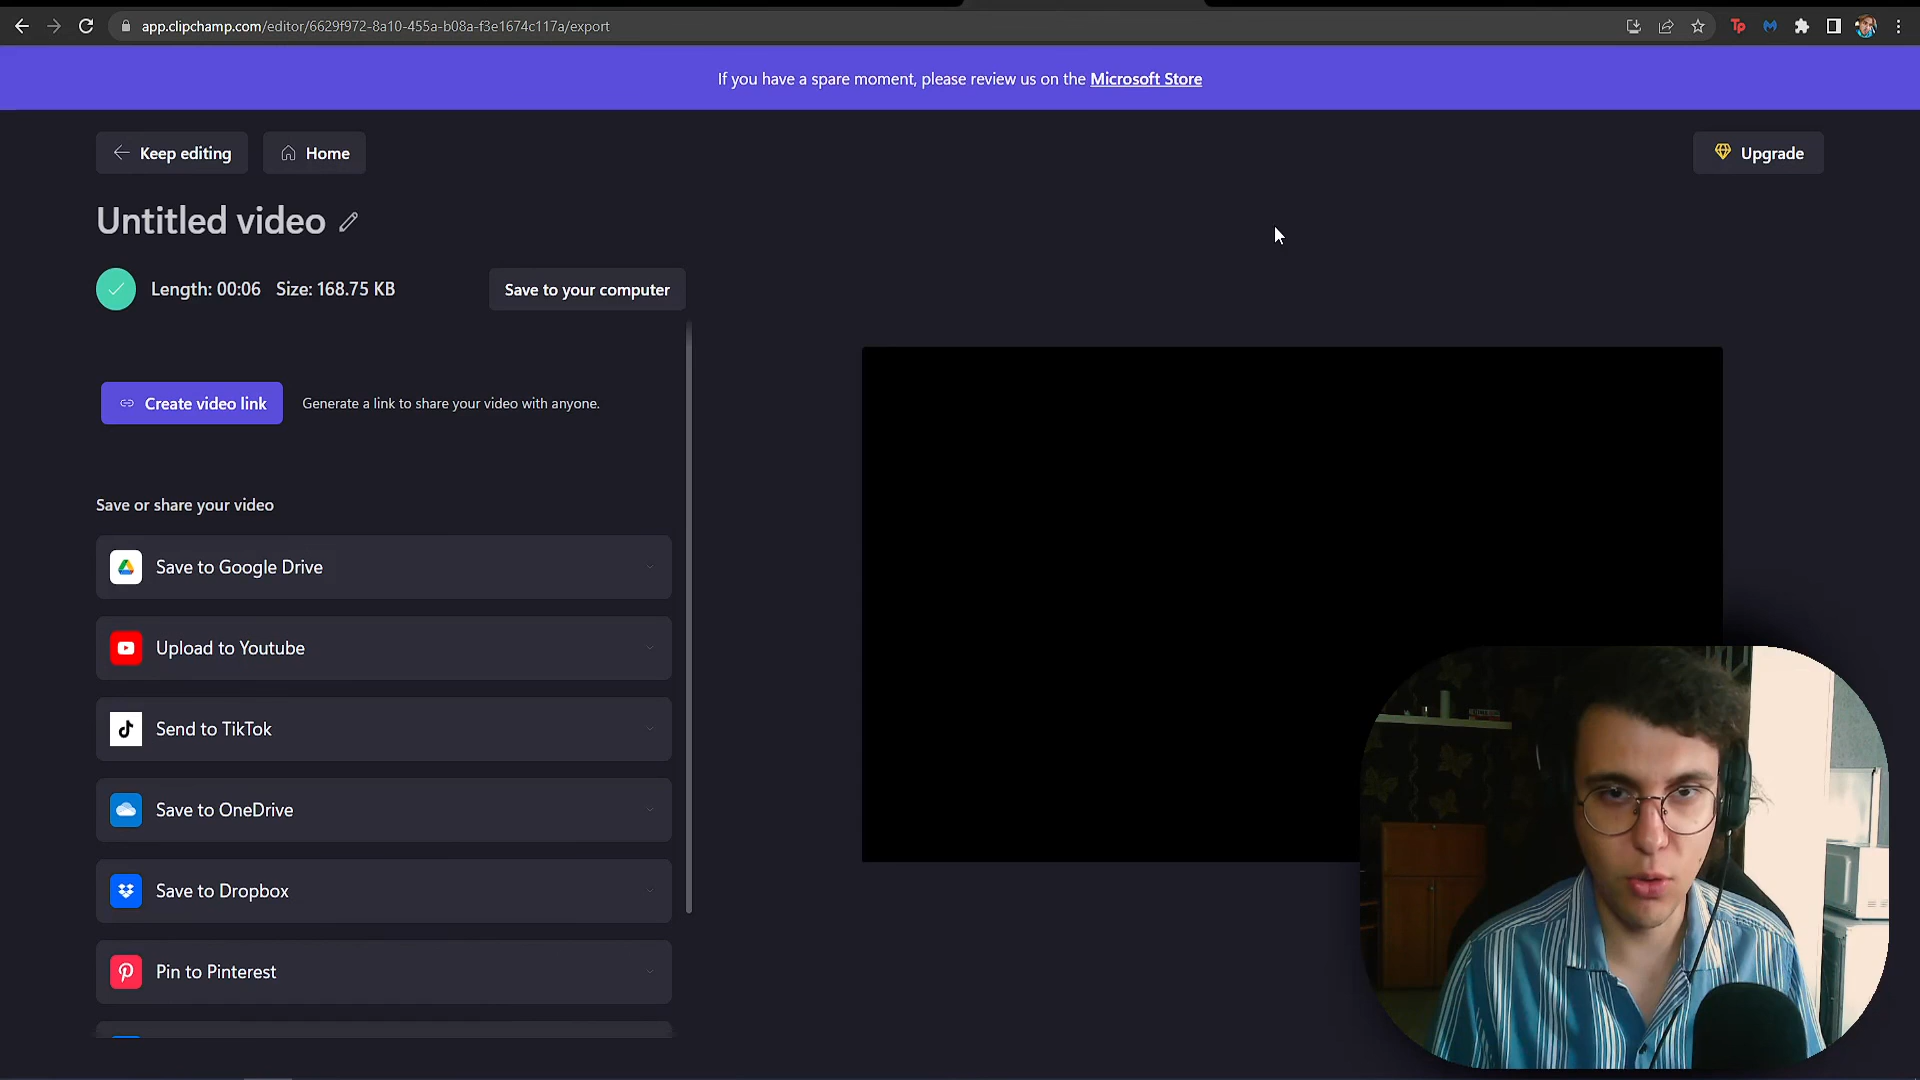 app.clipchamp.com/editor/6629f972-8a10-455a-b08a-f3e1674c117a/export
Tp
If you have a spare moment, please review us on the Microsoft Store
Keep editing
Home
Upgrade
Untitled video
Length: 00:06 Size: 168.75 KB
Save to your computer
Create video link
Generate a link to share your video with anyone.
Save or share your video
Save to Google Drive
Upload to Youtube
Send to TikTok
Save to OneDrive
Save to Dropbox
Pin to Pinterest